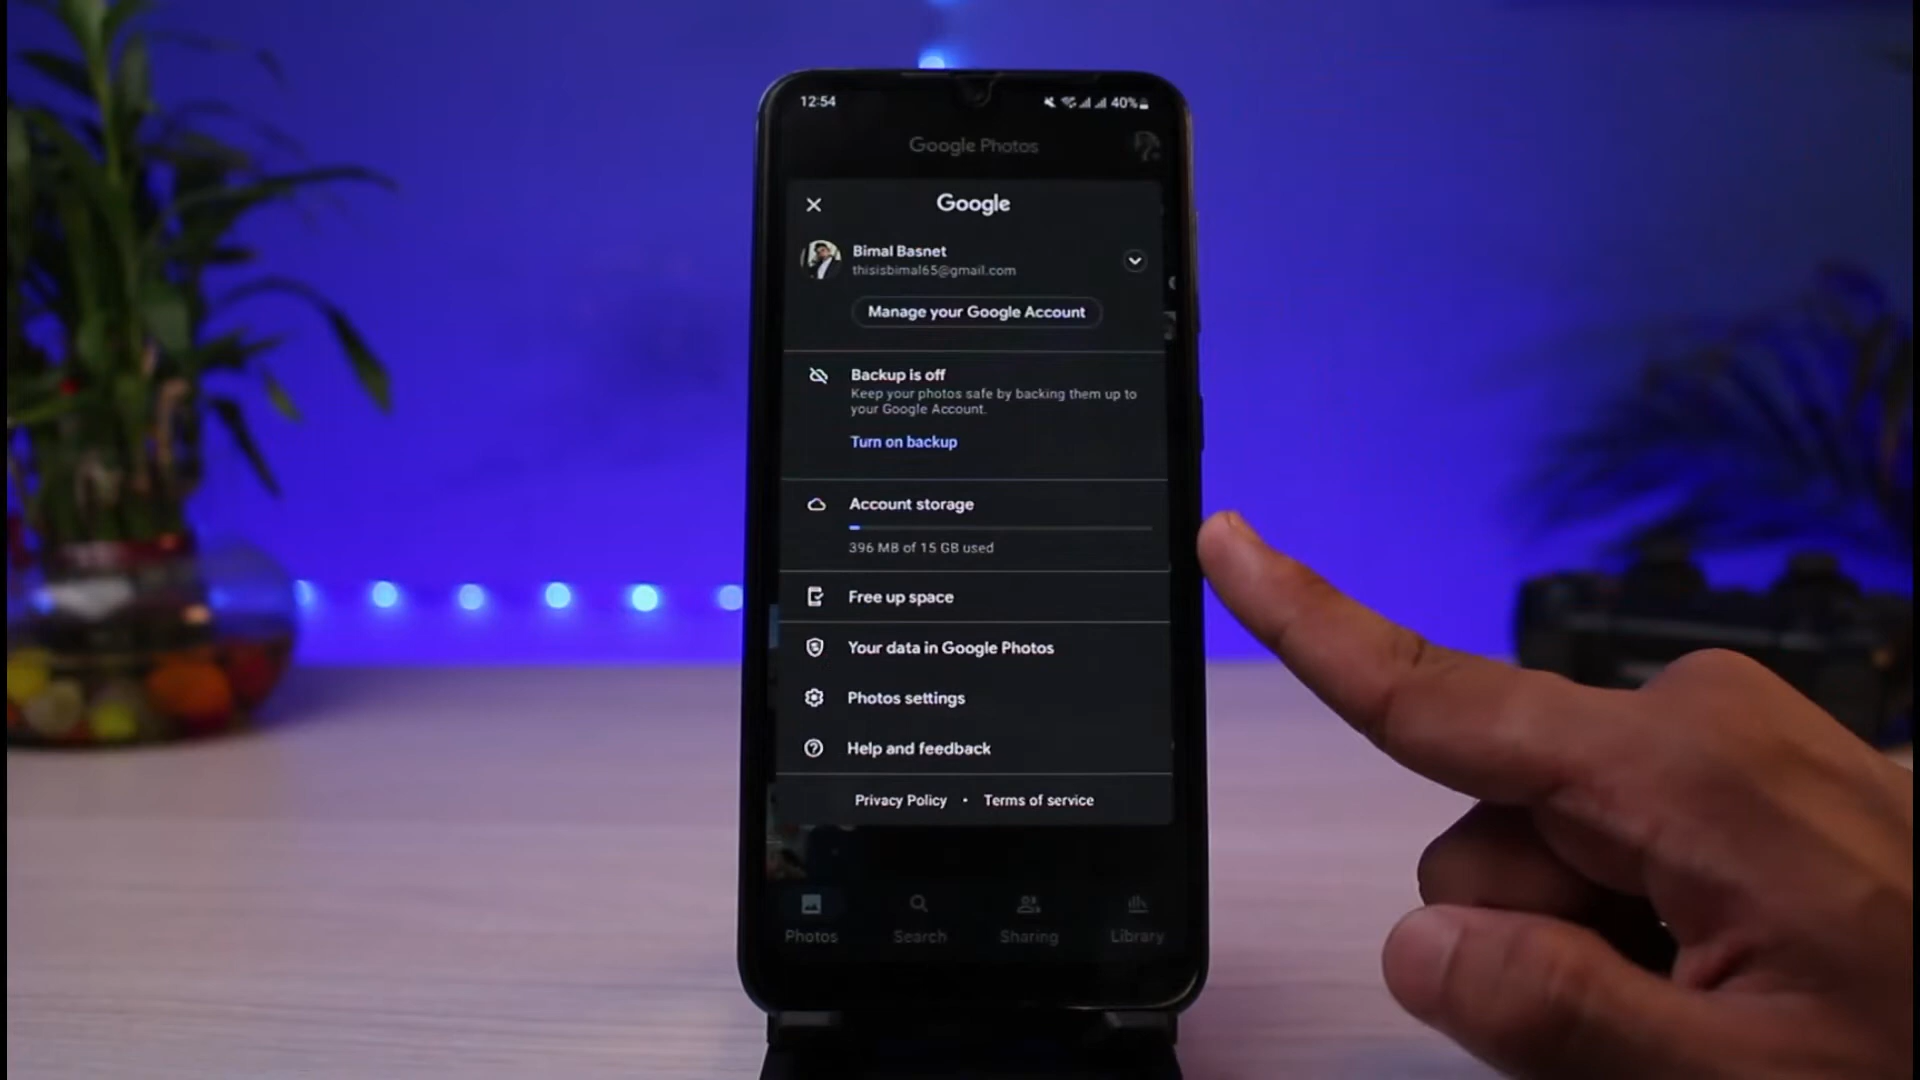 12:54
40%
Google Photos
Google
Bimal Basnet
thisisbimal65@gmail.com
Manage your Google Account
Backup is off
Keep your photos safe by backing them up to
your Google Account.
Turn on backup
Account storage
396 MB of 15 GB used
Free up space
Your data in Google Photos
Photos settings
Help and feedback
Privacy Policy • Terms of service
Photos Search Sharing Library